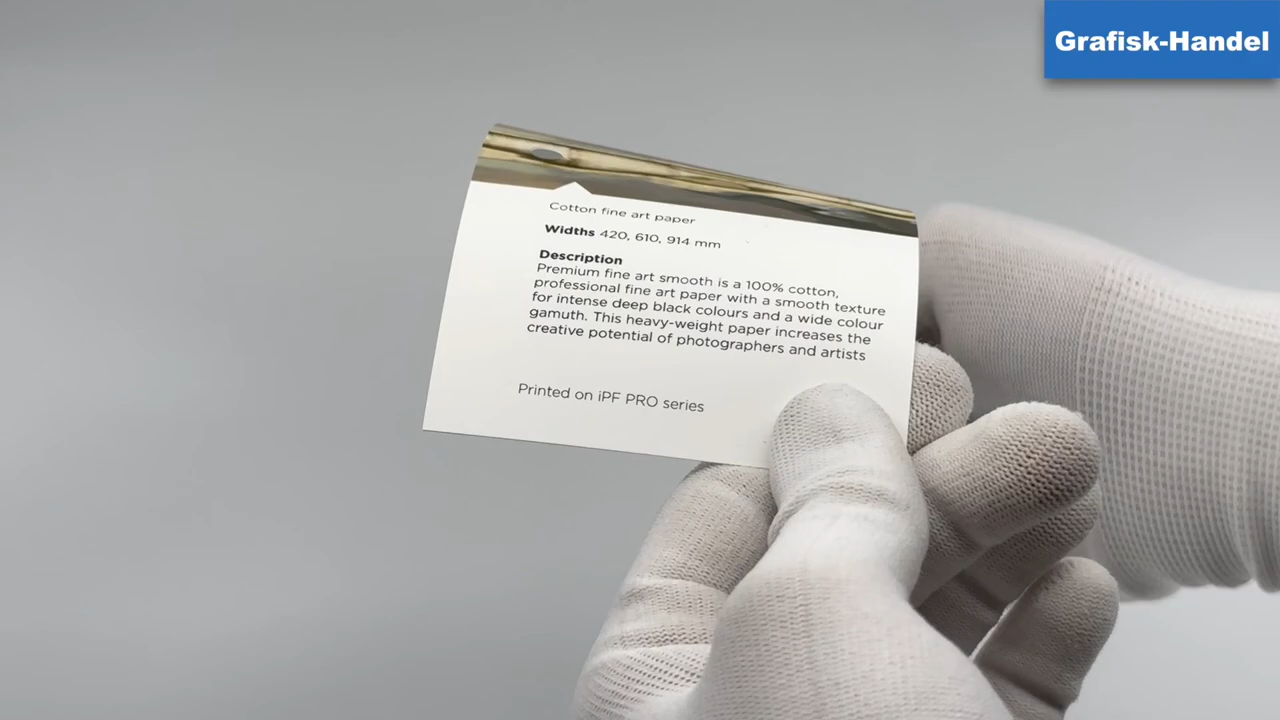 Grafisk-Handel
Cotton fine art paper
Widths 420, 610, 914 mm
Description
Premium fine art smooth is a 100% cotton,
professional fine art paper with a smooth texture
for intense deep black colours and a wide colour
gamuth. This heavy-weight paper increases the
creative potential of photographers and artists
Printed on iPF PRO series